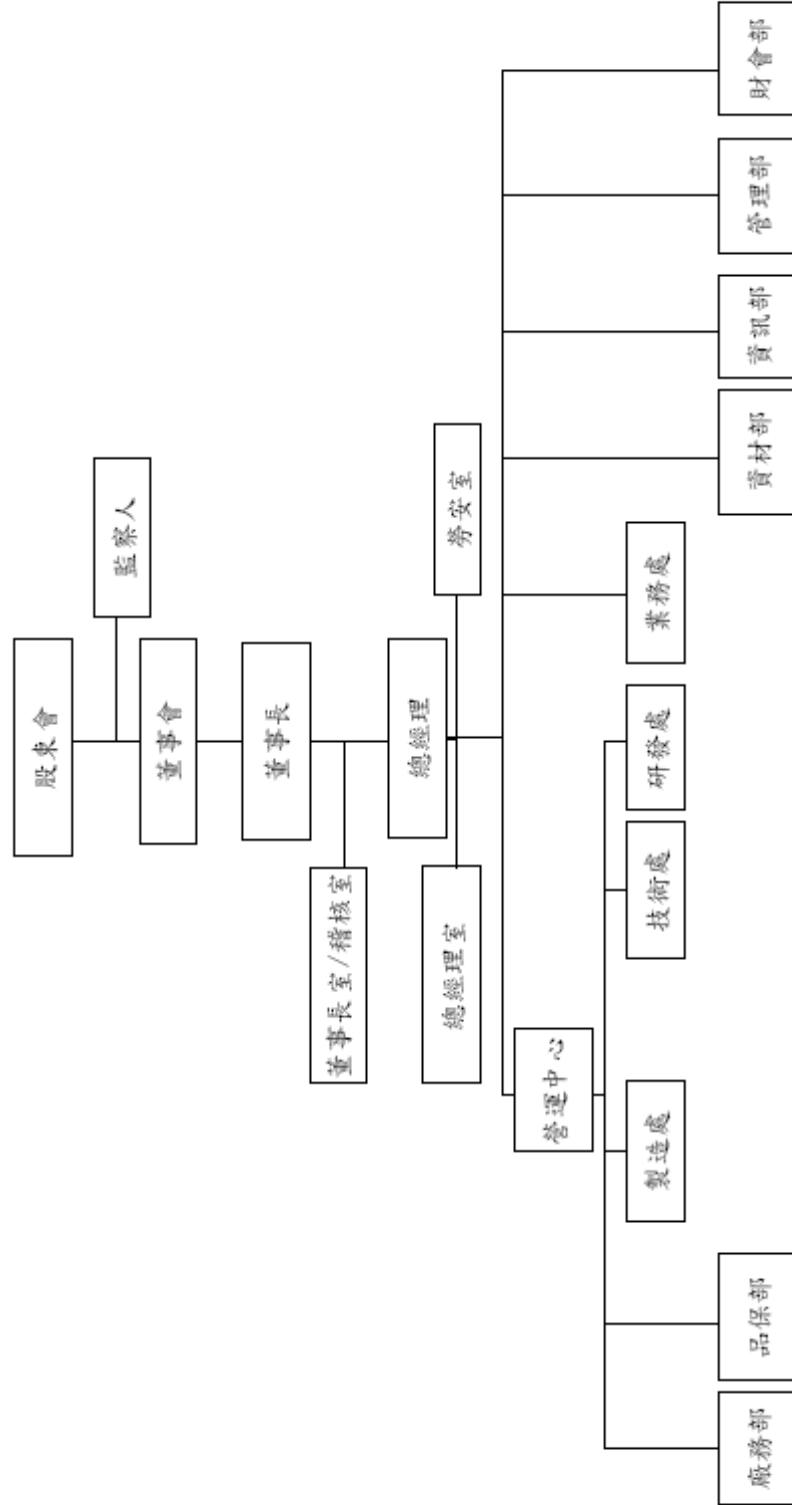 股東會
監察人
董事會
董事長
董事長室/稽核室
總經理
總經理室
勞安室
營運中心
業務處
資材部
資訊部
管理部
財會部
廠務部
品保部
製造處
技術處
研發處